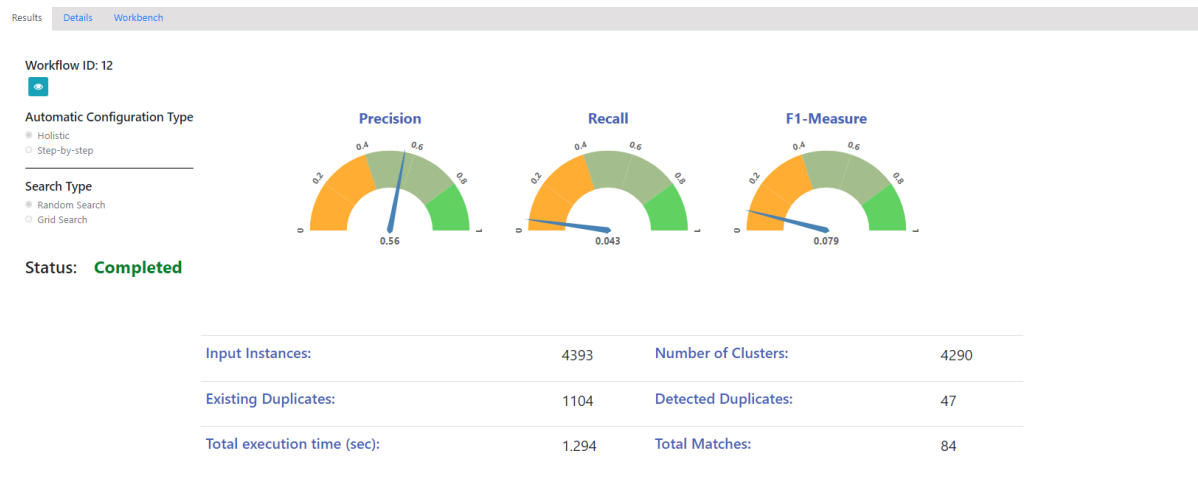 Results Details Workbench
Workflow ID: 12
Automatic Configuration Type
Holistic
Step-by-step
Search Type
Random Search
Grid Search
Status: Completed
Precision
0 0.2 0.4 0.6 0.8 1
0.56
Recall
0 0.2 0.4 0.6 0.8 1
0.043
F1-Measure
0 0.2 0.4 0.6 0.8 1
0.079
Input Instances: 4393 Number of Clusters: 4290
Existing Duplicates: 1104 Detected Duplicates: 47
Total execution time (sec): 1.294 Total Matches: 84